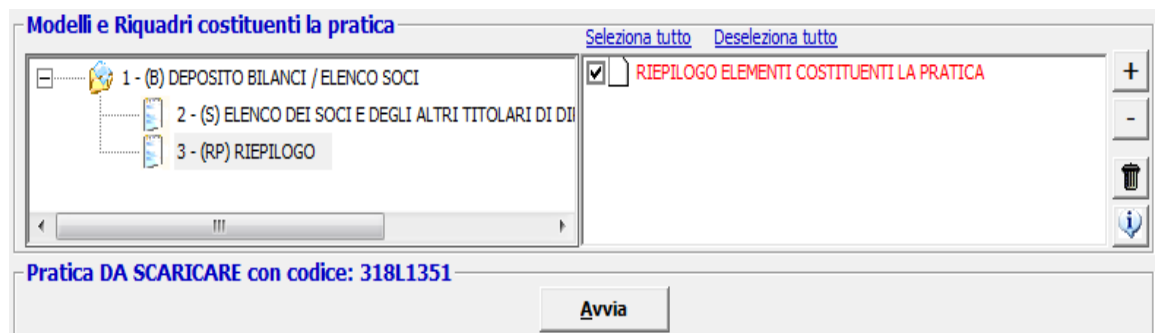 Modelli e Riquadri costituenti la pratica
Seleziona tutto Deseleziona tutto
1 - (B) DEPOSITO BILANCI / ELENCO SOCI
2 - (S) ELENCO DEI SOCI E DEGLI ALTRI TITOLARI DI
3 - (RP) RIEPILOGO
RIEPILOGO ELEMENTI COSTITUENTI LA PRATICA
+
-
Pratica DA SCARICARE con codice: 318L1351
Avvia